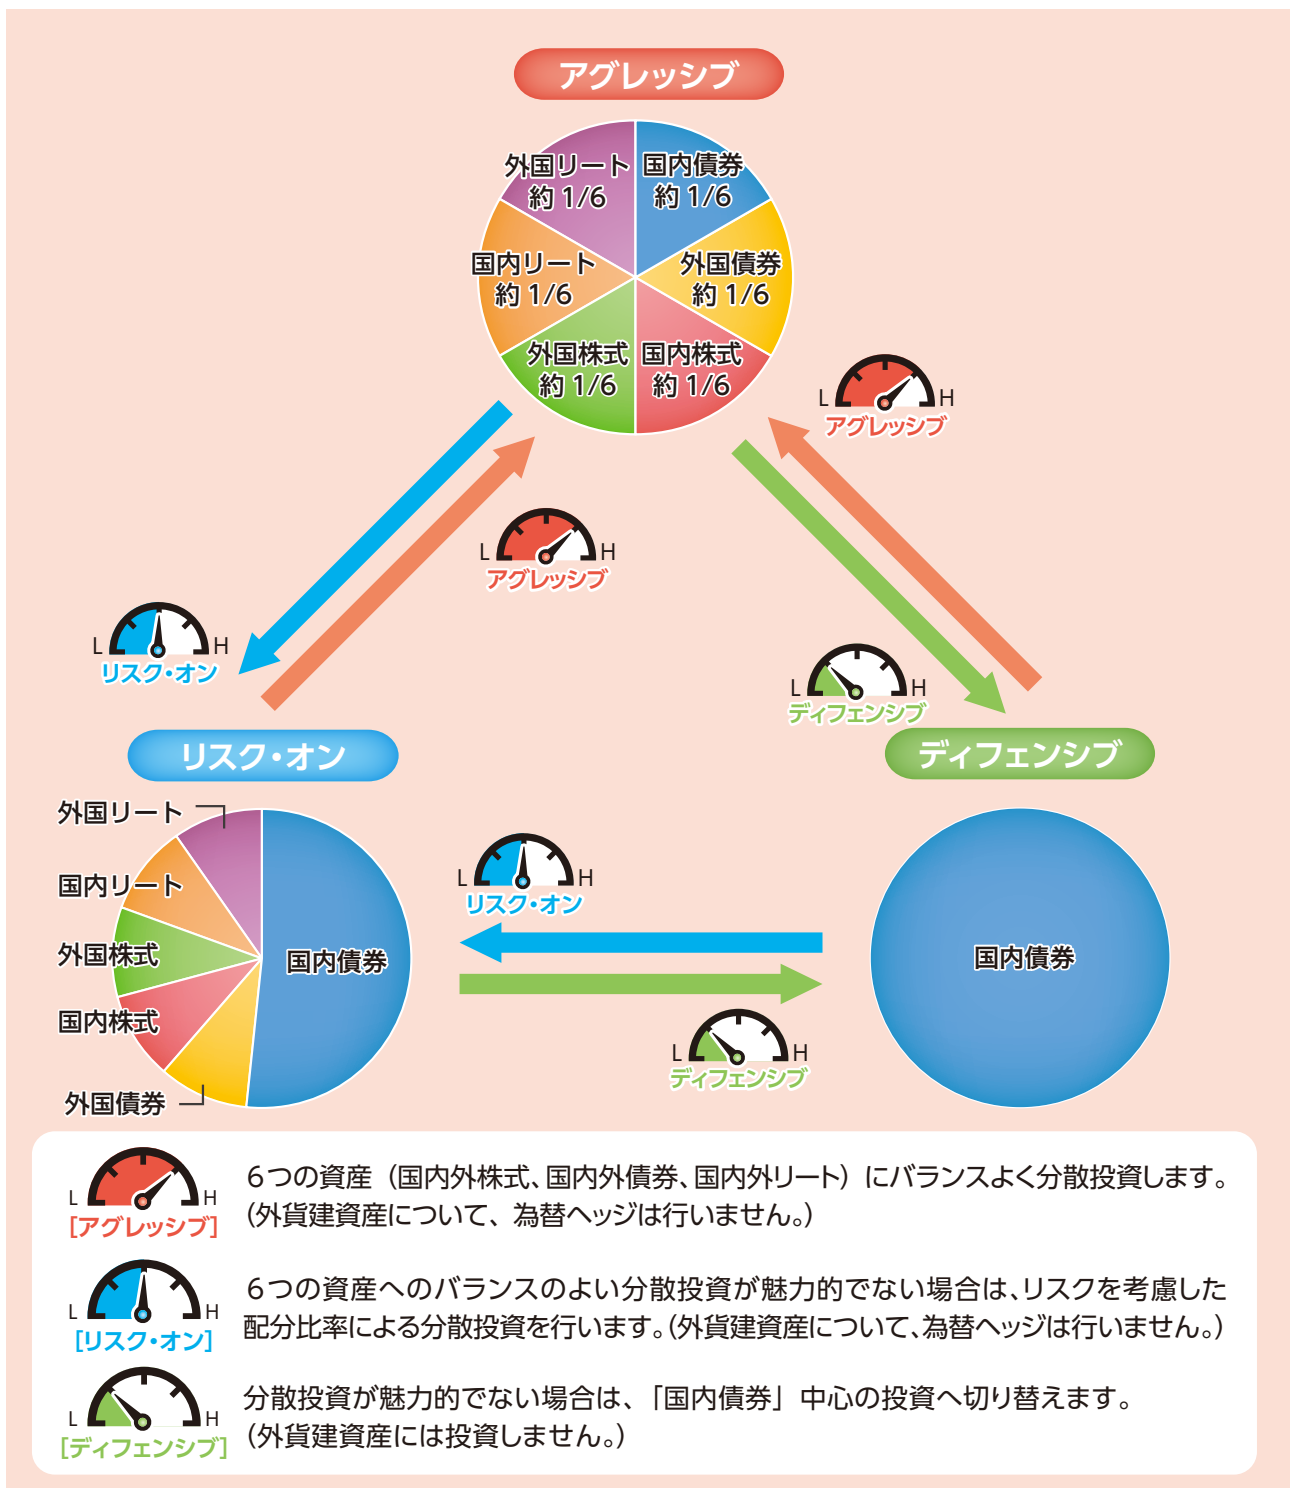 アグレッシブ
外国リート
約 1/6
国内債券
約 1/6
国内リート
約 1/6
外国債券
約 1/6
外国株式
約 1/6
国内株式
約 1/6
L H
アグレッシブ
L H
アグレッシブ
L H
リスク・オン
L H
ディフェンシブ
リスク・オン
ディフェンシブ
外国リート
国内リート
外国株式
国内株式
外国債券
国内債券
L H
リスク・オン
国内債券
L H
ディフェンシブ
L H
[アグレッシブ]
6つの資産（国内外株式、国内外債券、国内外リート）にバランスよく分散投資します。
（外貨建資産について、為替ヘッジは行いません。）
L H
[リスク・オン]
6つの資産へのバランスのよい分散投資が魅力的でない場合は、リスクを考慮した
配分比率による分散投資を行います。（外貨建資産について、為替ヘッジは行いません。）
L H
[ディフェンシブ]
分散投資が魅力的でない場合は、「国内債券」中心の投資へ切り替えます。
（外貨建資産には投資しません。）